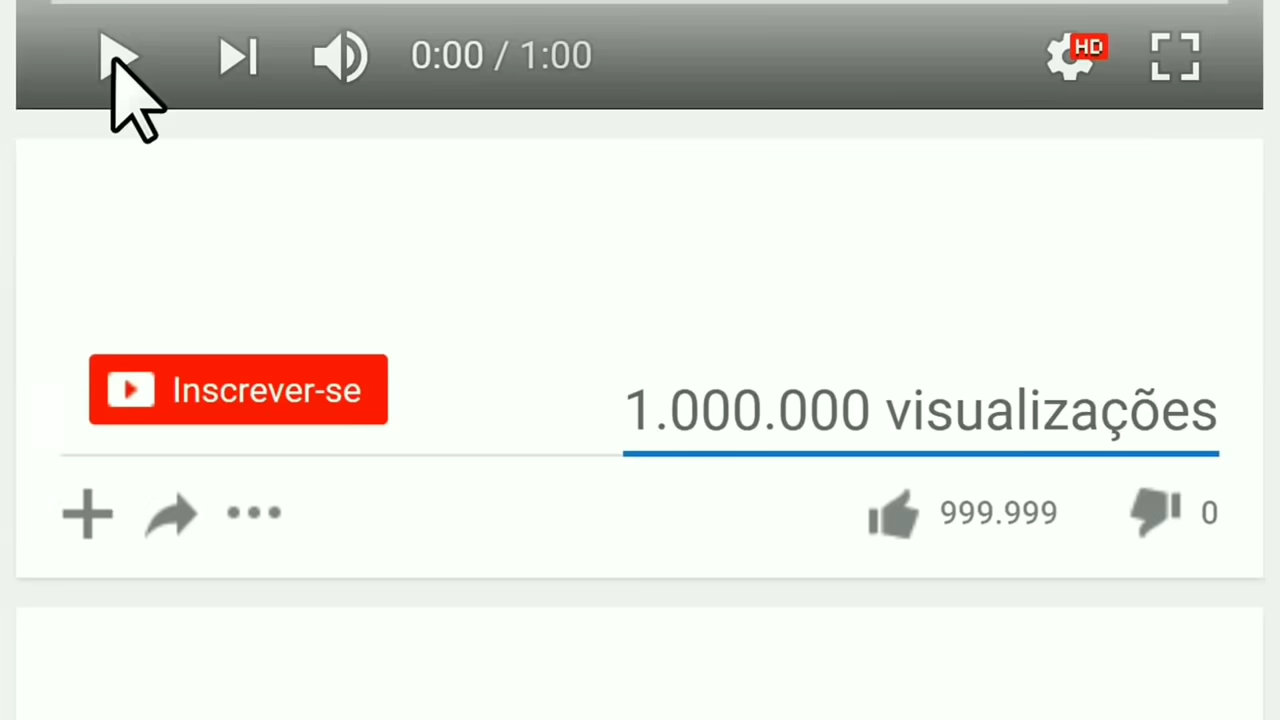 0:00 / 1:00
HD
Inscrever-se
1.000.000 visualizações
999.999
0